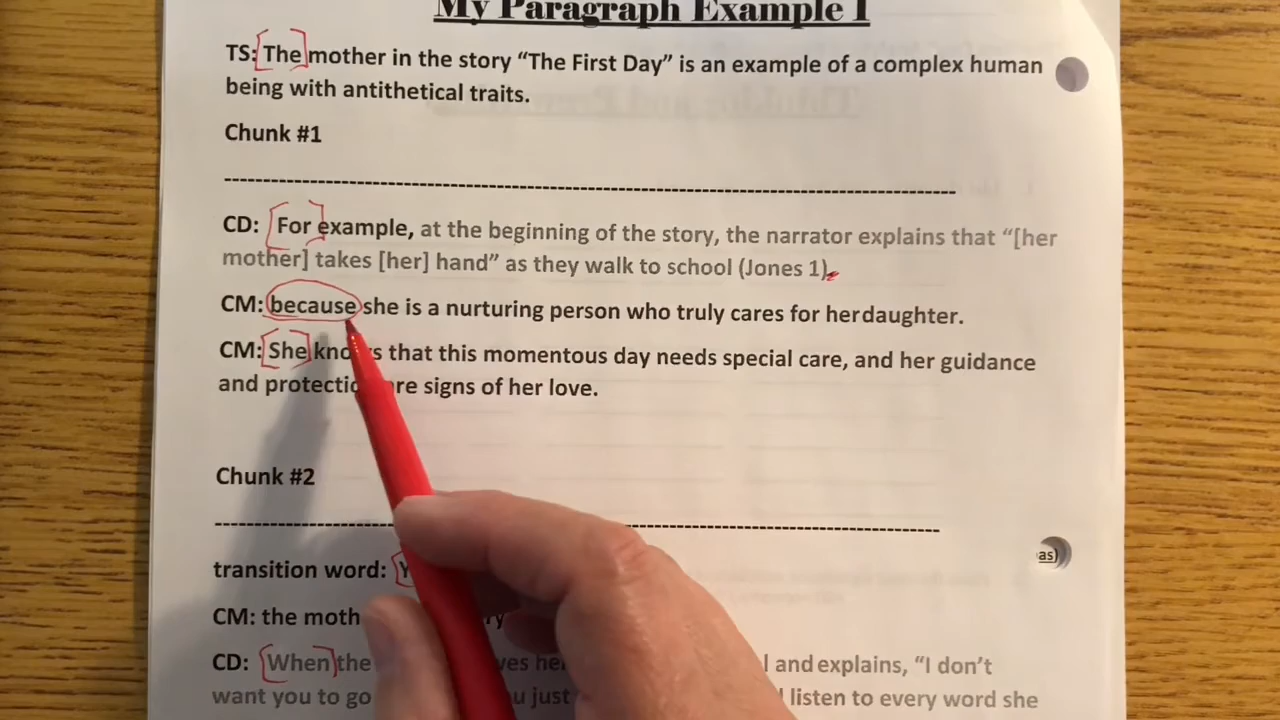 My Paragraph Example 1
TS: The mother in the story “The First Day” is an example of a complex human
being with antithetical traits.
Chunk #1
CD: For example, at the beginning of the story, the narrator explains that “[her
mother] takes [her] hand” as they walk to school (Jones 1)
CM: because she is a nurturing person who truly cares for her daughter.
CM: She that this momentous day needs special care, and her guidance
and signs of her love.
Chunk #2
as)
transition word:
CM: the
CD: When the and explains, “I don’t
want you to go just listen to every word she